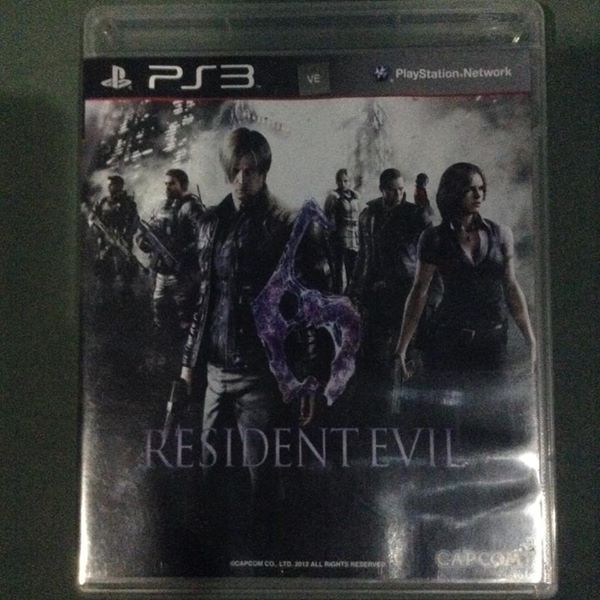 PS3
VE
PlayStation®Network
6
RESIDENT EVIL
©CAPCOM CO., LTD. 2012 ALL RIGHTS RESERVED.
CAPCOM